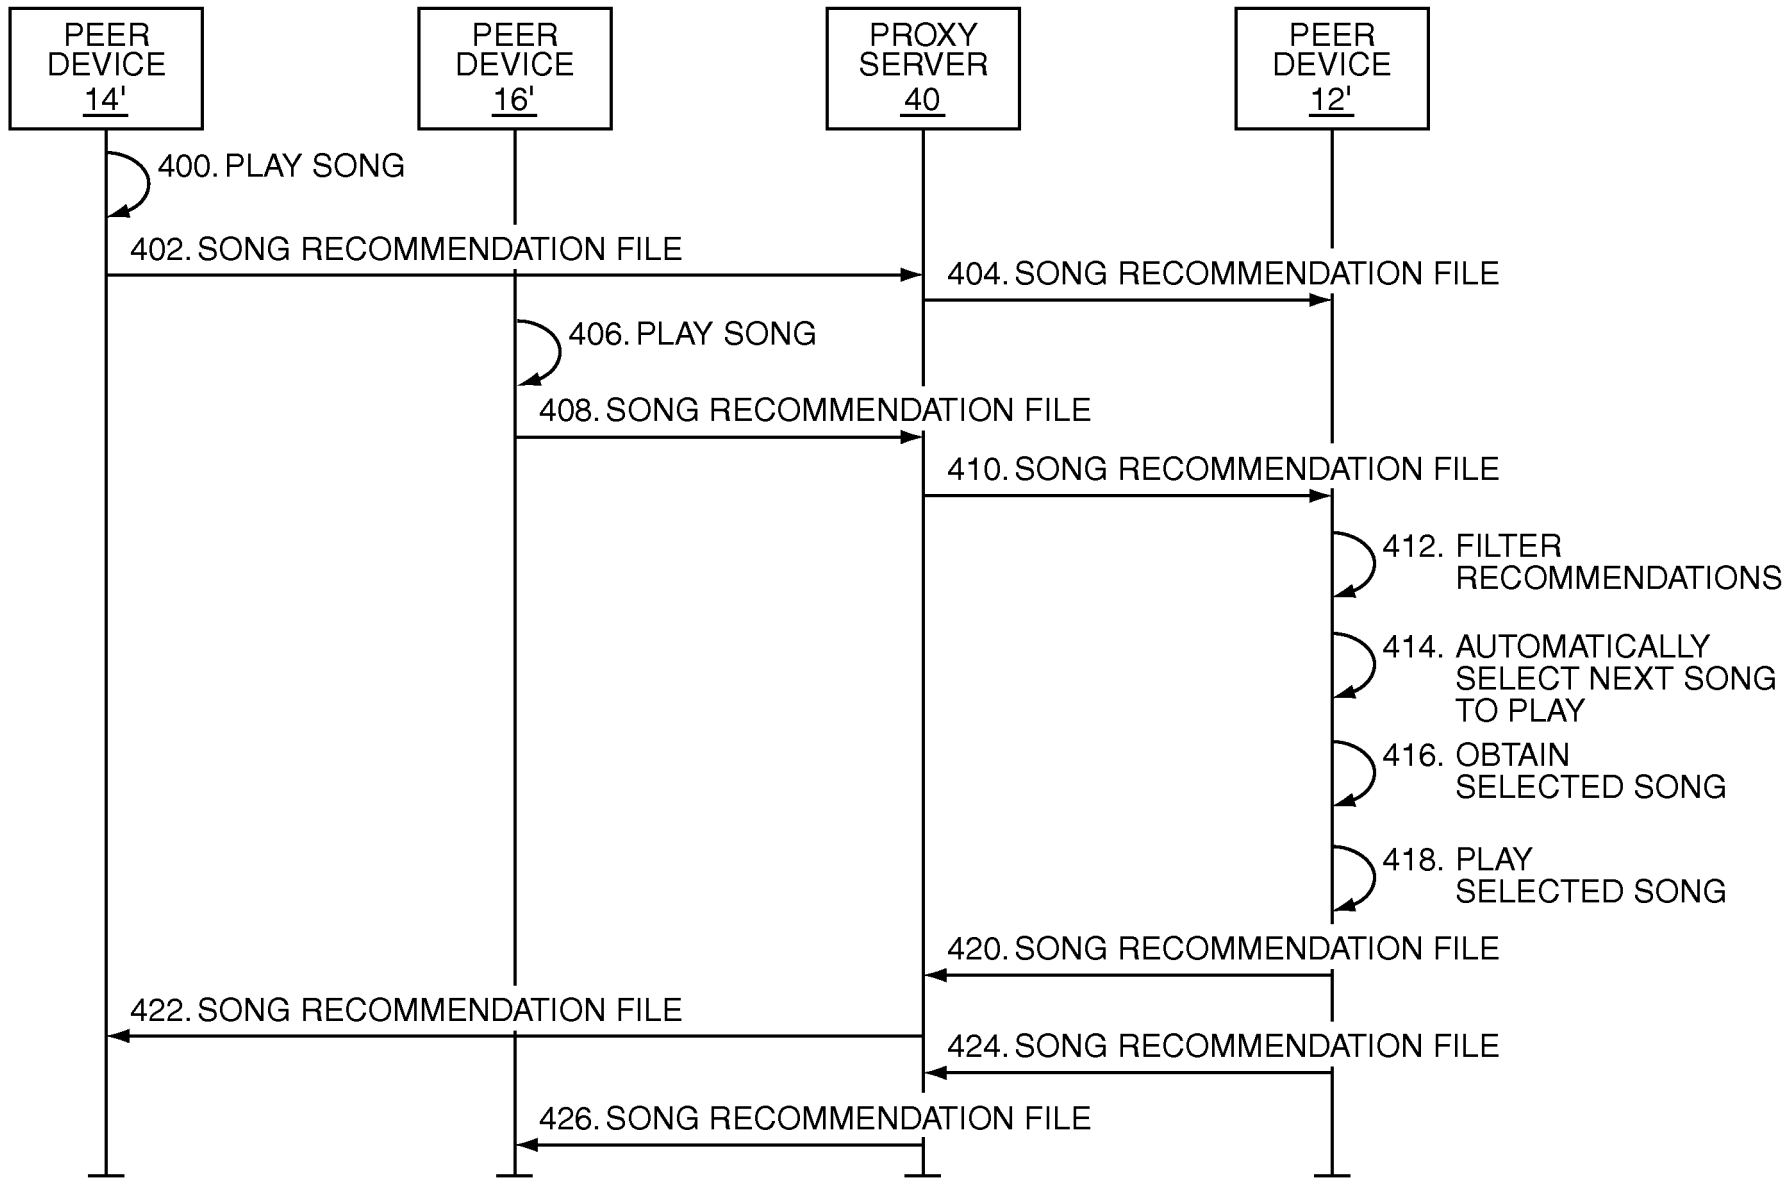 PEER
DEVICE
14'
PEER
DEVICE
16'
PROXY
SERVER
40
PEER
DEVICE
12'
400. PLAY SONG
402. SONG RECOMMENDATION FILE
404. SONG RECOMMENDATION FILE
406. PLAY SONG
408. SONG RECOMMENDATION FILE
410. SONG RECOMMENDATION FILE
412. FILTER
RECOMMENDATIONS
414. AUTOMATICALLY
SELECT NEXT SONG
TO PLAY
416. OBTAIN
SELECTED SONG
418. PLAY
SELECTED SONG
420. SONG RECOMMENDATION FILE
422. SONG RECOMMENDATION FILE
424. SONG RECOMMENDATION FILE
426. SONG RECOMMENDATION FILE